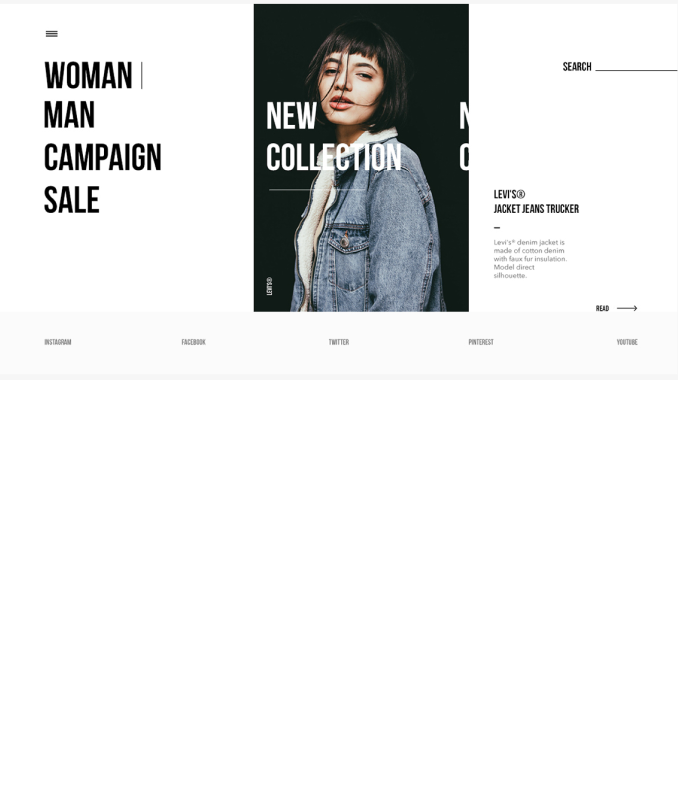 WOMAN |
MAN
CAMPAIGN
SALE
NEW
COLLECTION
N
C
LEVI'S®
SEARCH
LEVI'S®
JACKET JEANS TRUCKER
Levi's® denim jacket is
made of cotton denim
with faux fur insulation.
Model direct
silhouette.
READ
INSTAGRAM
FACEBOOK
TWITTER
PINTEREST
YOUTUBE